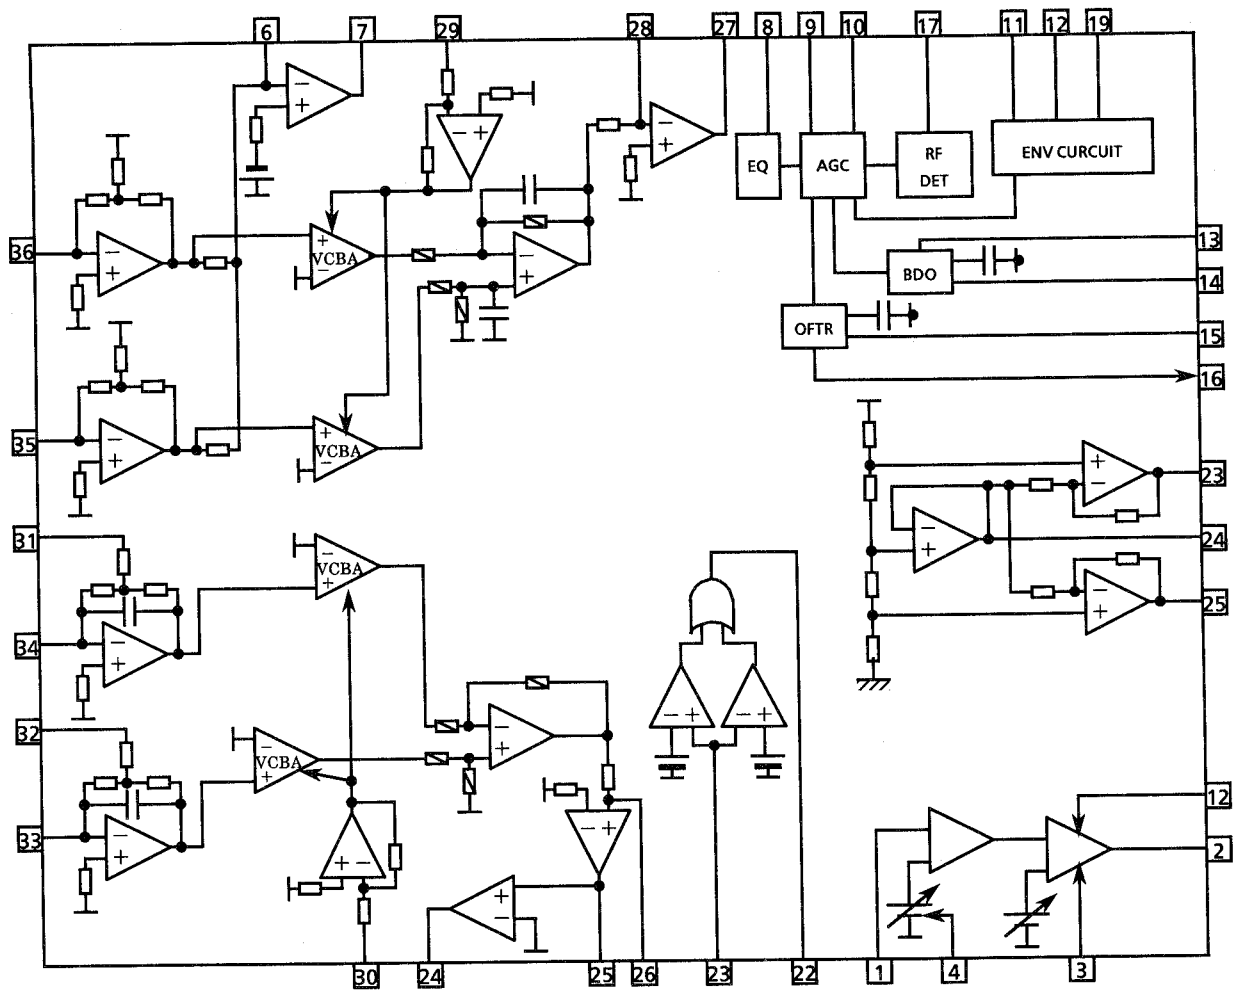 6 7 29 28 27 8 9 10 17 11 12 19
− + − + − +
EQ AGC RF DET ENV CURCUIT
36 − + + VCBA − − + BDO 13
14
OFTR 15
16
35 − + + VCBA − + − 23
− + 24
31 − VCBA +
34 − + − + 25
32 − VCBA + − + − + − +
33 − + − + 12
+ − + − 2
30 24 25 26 23 22 1 4 3